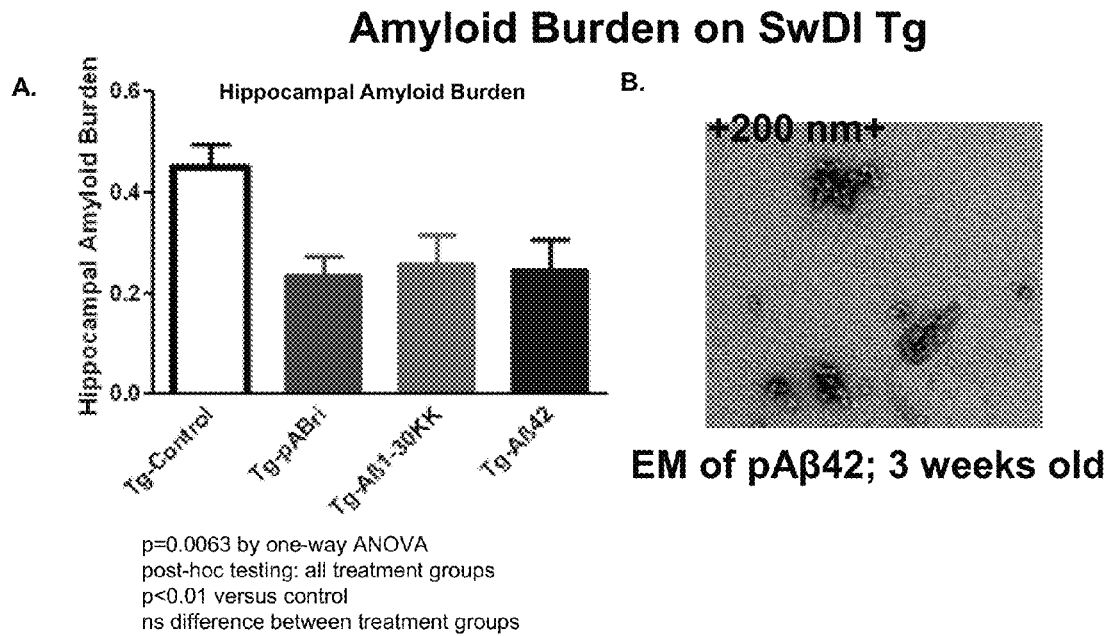 Amyloid Burden on SwDI Tg
A.
Hippocampal Amyloid Burden
Hippocampal Amyloid Burden
0.6
0.4
0.2
0.0
Tg-Control
Tg-pABri
Tg-Aβ1-30KK
Tg-Aβ42
p=0.0063 by one-way ANOVA
post-hoc testing: all treatment groups
p<0.01 versus control
ns difference between treatment groups
B.
+200 nm+
EM of pAβ42; 3 weeks old